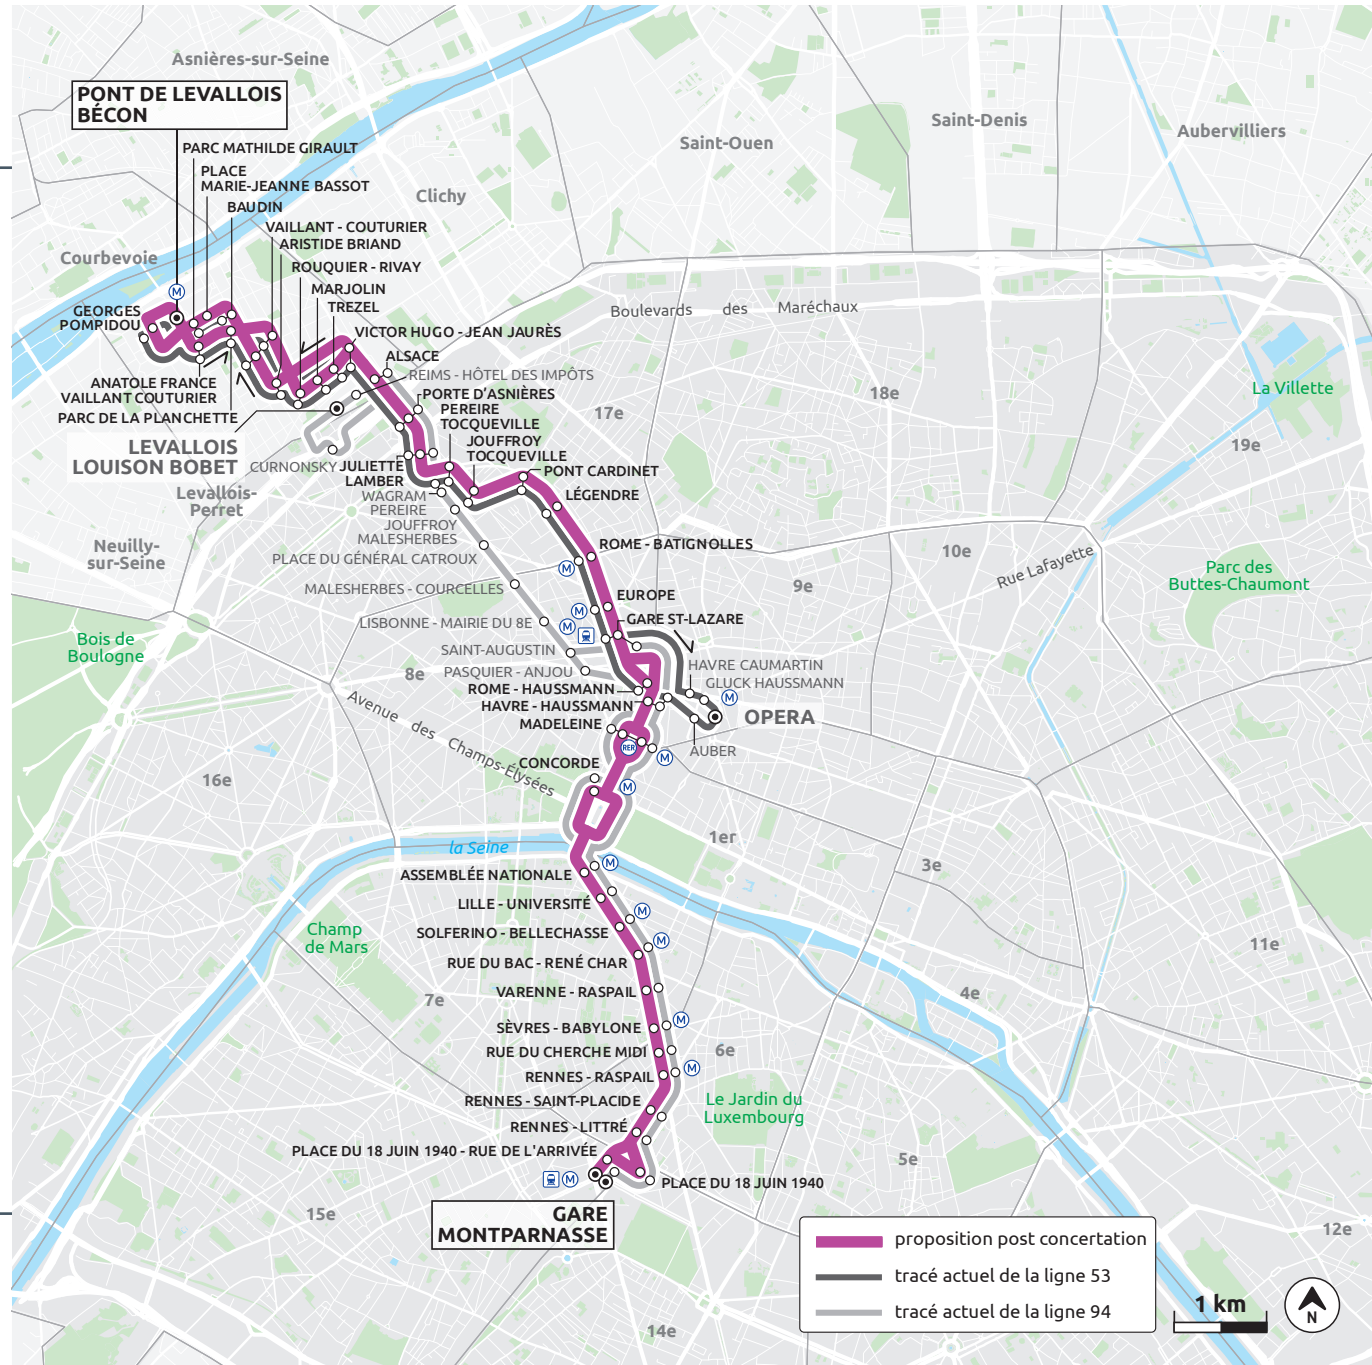 Asnières-sur-Seine
PONT DE LEVALLOIS
BÉCON
Saint-Denis
Aubervilliers
Saint-Ouen
PARC MATHILDE GIRAULT
PLACE
MARIE-JEANNE BASSOT
Clichy
BAUDIN
VAILLANT - COUTURIER
ARISTIDE BRIAND
Courbevoie
ROUQUIER - RIVAY
MARJOLIN
TREZEL
M
GEORGES
POMPIDOU
Boulevards des Maréchaux
VICTOR HUGO - JEAN JAURÈS
ALSACE
REIMS - HÔTEL DES IMPÔTS
ANATOLE FRANCE
VAILLANT COUTURIER
PARC DE LA PLANCHETTE
PORTE D'ASNIÈRES
PEREIRE
TOCQUEVILLE
17e
18e
La Villette
LEVALLOIS
LOUISON BOBET
JOUFFROY
TOCQUEVILLE
19e
CURNONSKY
JULIETTE
LAMBER
PONT CARDINET
LÉGENDRE
Levallois-
Perret
WAGRAM
PEREIRE
JOUFFROY
MALESHERBES
Neuilly-
sur-Seine
PLACE DU GÉNÉRAL CATROUX
ROME - BATIGNOLLES
M
10e
Rue Lafayette
Parc des
Buttes-Chaumont
9e
MALESHERBES - COURCELLES
EUROPE
M
LISBONNE - MAIRIE DU 8E
M
GARE ST-LAZARE
Bois de
Boulogne
SAINT-AUGUSTIN
8e
PASQUIER - ANJOU
HAVRE CAUMARTIN
GLUCK HAUSSMANN
ROME - HAUSSMANN
HAVRE - HAUSSMANN
M
OPERA
MADELEINE
AUBER
RER
M
Avenue des Champs-Élysées
CONCORDE
M
16e
1er
la Seine
M
3e
ASSEMBLÉE NATIONALE
LILLE - UNIVERSITÉ
M
SOLFERINO - BELLECHASSE
M
Champ
de Mars
RUE DU BAC - RENÉ CHAR
11e
VARENNE - RASPAIL
7e
4e
SÈVRES - BABYLONE
M
RUE DU CHERCHE MIDI
6e
RENNES - RASPAIL
M
RENNES - SAINT-PLACIDE
Le Jardin du
Luxembourg
RENNES - LITTRÉ
PLACE DU 18 JUIN 1940 - RUE DE L'ARRIVÉE
5e
M
PLACE DU 18 JUIN 1940
GARE
MONTPARNASSE
15e
12e
14e
proposition post concertation
tracé actuel de la ligne 53
tracé actuel de la ligne 94
1 km
N